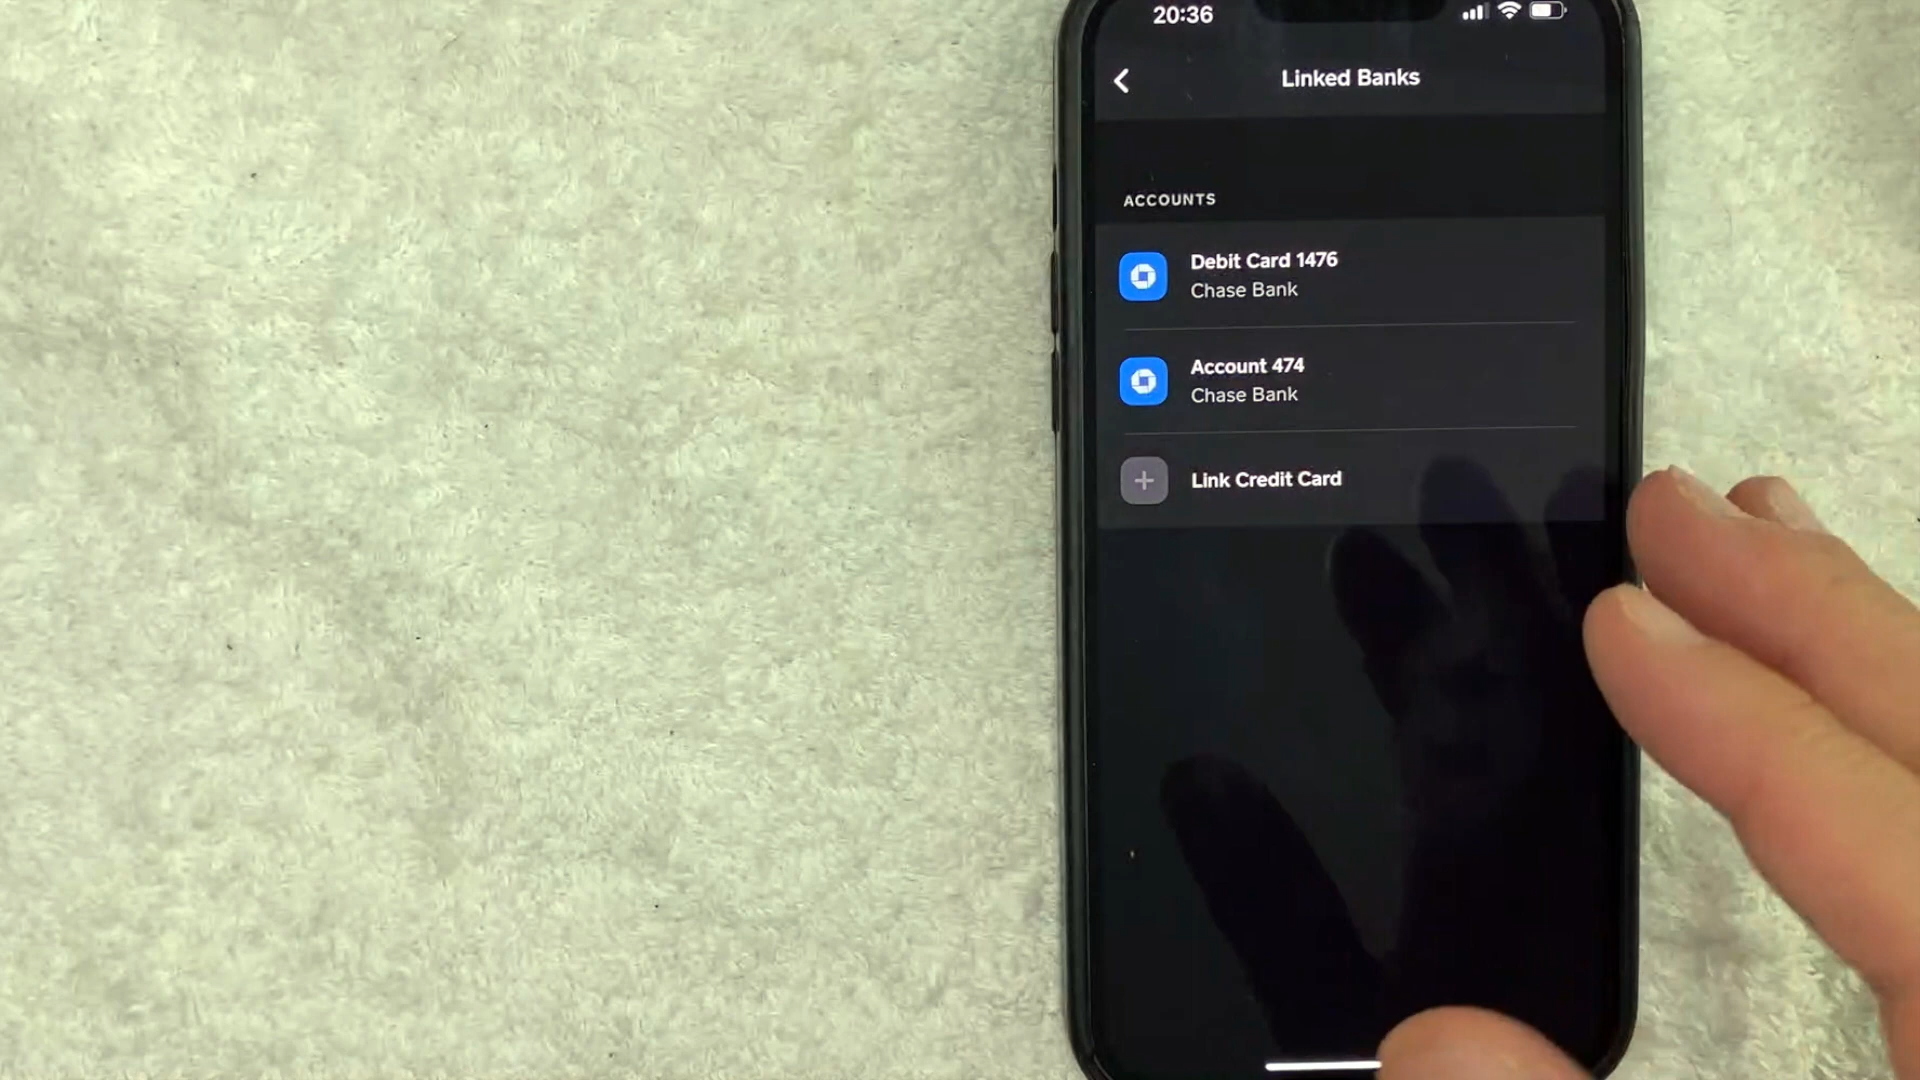 20:36
Linked Banks
ACCOUNTS
Debit Card 1476
Chase Bank
Account 474
Chase Bank
Link Credit Card